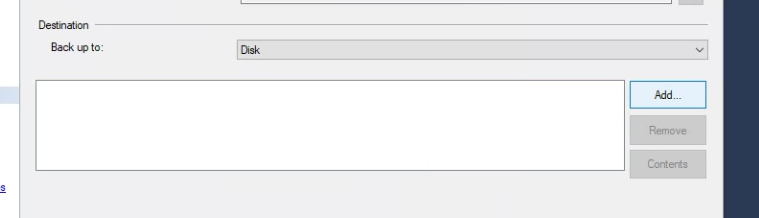 Destination
Back up to:
Disk
Add...
Remove
Contents
s